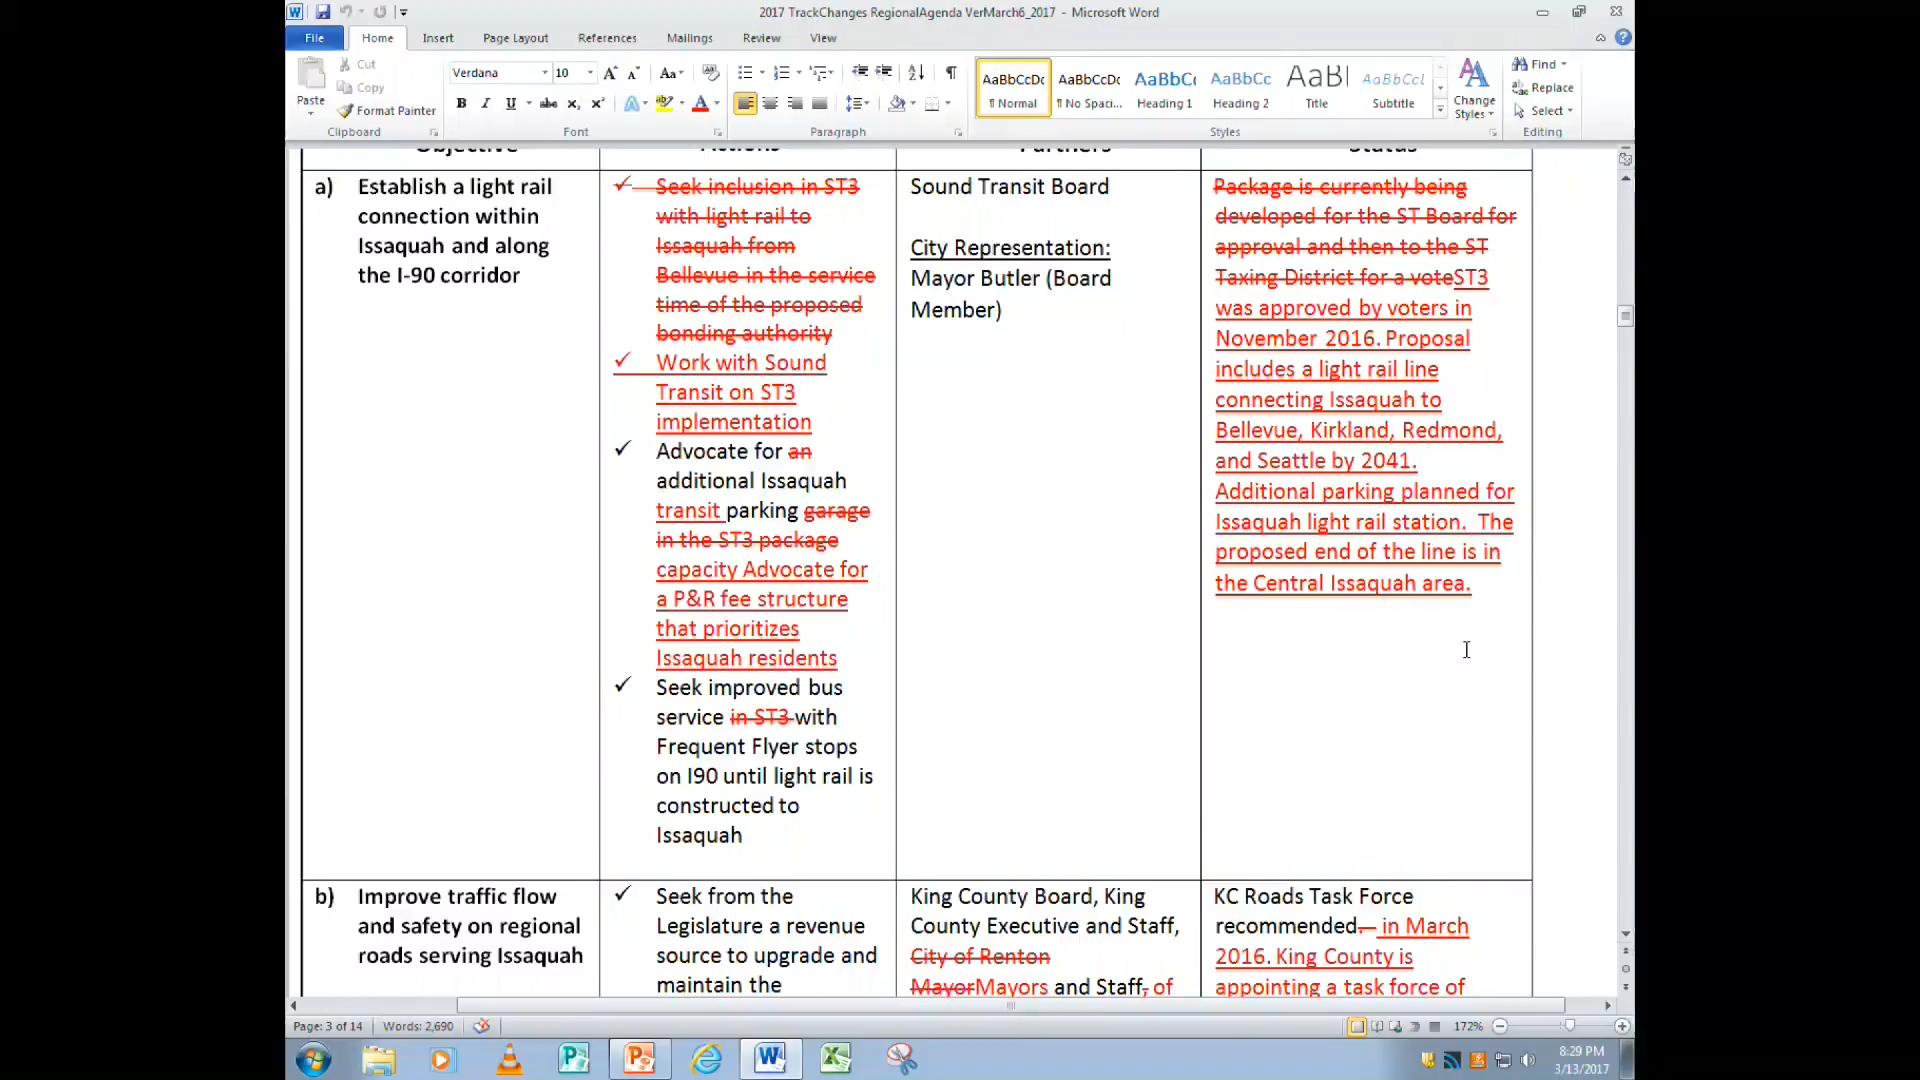 2017 TrackChanges RegionalAgenda VerMarch6_2017 - Microsoft Word
File Home Insert Page Layout References Mailings Review View
Paste
Cut
Copy
Format Painter
Clipboard
Verdana 10
Font
Paragraph
AaBbCcDc AaBbCcDc AaBbCc AaBbCc AaBl AaBbCcl
¶ Normal ¶ No Spaci... Heading 1 Heading 2 Title Subtitle
Change Styles
Styles
Find
Replace
Select
Editing
Objective Actions Partners Status
a) Establish a light rail
connection within
Issaquah and along
the I-90 corridor
✓ Seek inclusion in ST3
with light rail to
Issaquah from
Bellevue in the service
time of the proposed
bonding authority
✓ Work with Sound
Transit on ST3
implementation
✓ Advocate for an
additional Issaquah
transit parking garage
in the ST3 package
capacity Advocate for
a P&R fee structure
that prioritizes
Issaquah residents
✓ Seek improved bus
service in ST3 with
Frequent Flyer stops
on I90 until light rail is
constructed to
Issaquah
Sound Transit Board
City Representation:
Mayor Butler (Board
Member)
Package is currently being
developed for the ST Board for
approval and then to the ST
Taxing District for a voteST3
was approved by voters in
November 2016. Proposal
includes a light rail line
connecting Issaquah to
Bellevue, Kirkland, Redmond,
and Seattle by 2041.
Additional parking planned for
Issaquah light rail station. The
proposed end of the line is in
the Central Issaquah area.
b) Improve traffic flow
and safety on regional
roads serving Issaquah
✓ Seek from the
Legislature a revenue
source to upgrade and
maintain the
King County Board, King
County Executive and Staff,
City of Renton
MayorMayors and Staff, of
KC Roads Task Force
recommended. in March
2016. King County is
appointing a task force of
Page: 3 of 14 Words: 2,690 172%
8:29 PM
3/13/2017